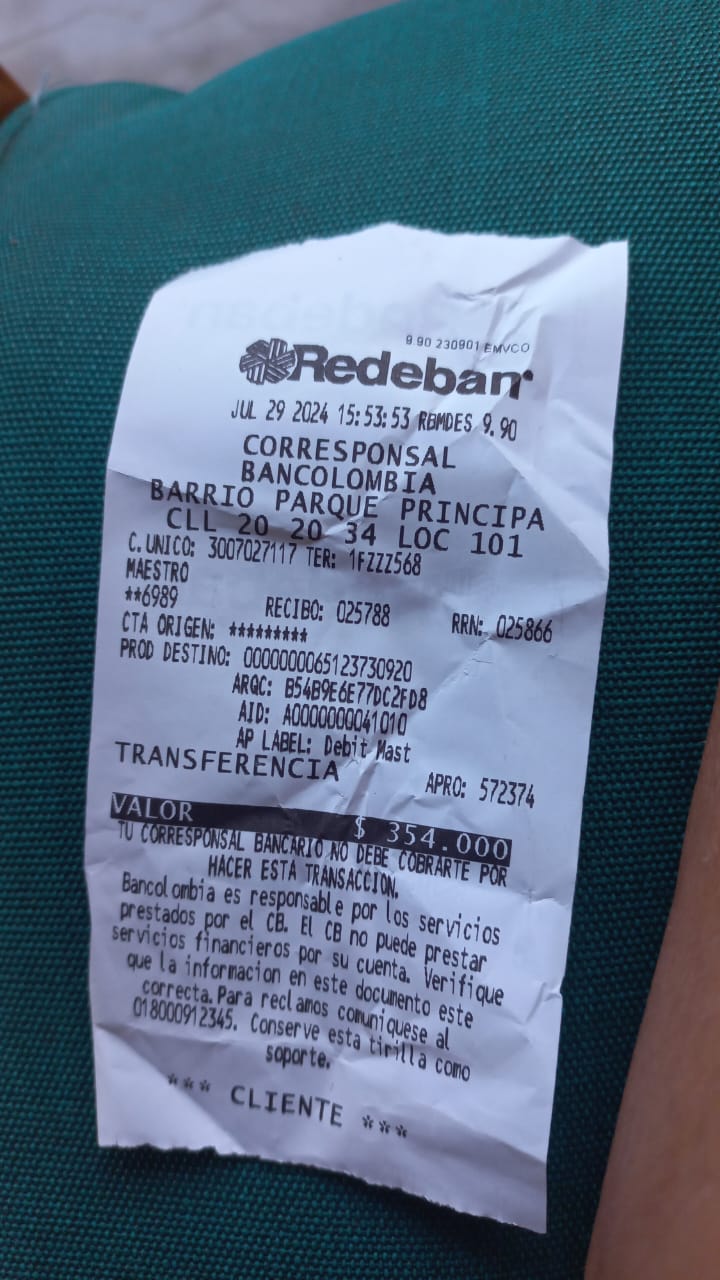 9.90 230901 EMVCO
Redeban
JUL 29 2024 15:53:53 RBMDES 9.90
CORRESPONSAL
BANCOLOMBIA
BARRIO PARQUE PRINCIPA
CLL 20 20 34 LOC 101
C.UNICO: 3007027117 TER: 1FZZZ568
MAESTRO
**6989 RECIBO: 025788 RRN: 025866
CTA ORIGEN: *********
PROD DESTINO: 0000000065123730920
ARQC: B54B9E6E77DC2FD8
AID: A0000000041010
AP LABEL: Debit Mast
TRANSFERENCIA APRO: 572374
VALOR $ 354.000
TU CORRESPONSAL BANCARIO NO DEBE COBRARTE POR
HACER ESTA TRANSACCION.
Bancolombia es responsable por los servicios
prestados por el CB. El CB no puede prestar
servicios financieros por su cuenta. Verifique
que la informacion en este documento este
correcta. Para reclamos comuniquese al
018000912345. Conserve esta tirilla como
soporte.
*** CLIENTE ***